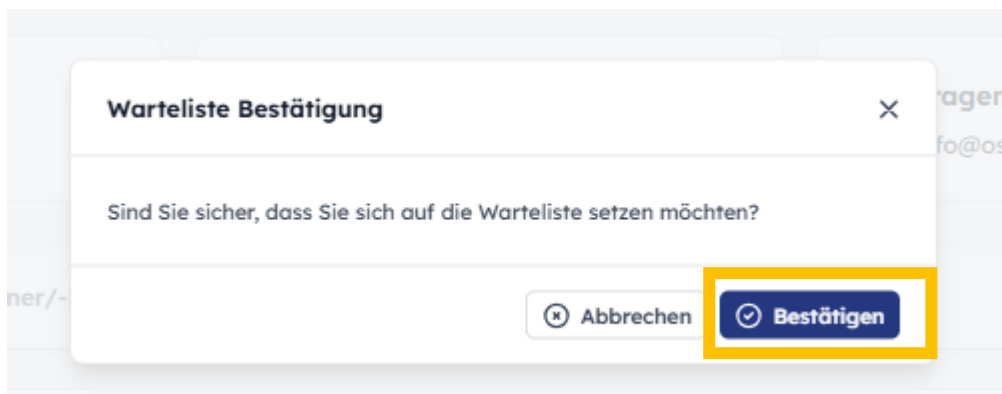 Warteliste Bestätigung
Sind Sie sicher, dass Sie sich auf die Warteliste setzen möchten?
Abbrechen
Bestätigen